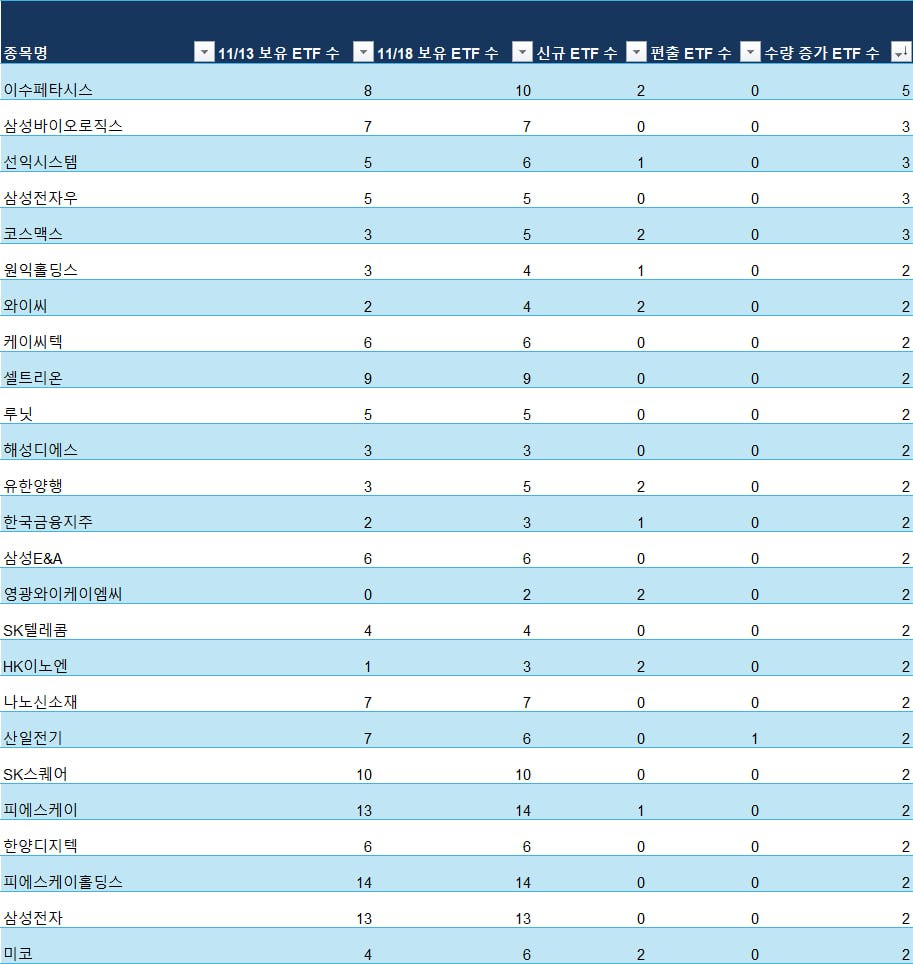 종목명 11/13 보유 ETF 수 11/18 보유 ETF 수 신규 ETF 수 편출 ETF 수 수량 증가 ETF 수
이수페타시스 8 10 2 0 5
삼성바이오로직스 7 7 0 0 3
선익시스템 5 6 1 0 3
삼성전자우 5 5 0 0 3
코스맥스 3 5 2 0 3
원익홀딩스 3 4 1 0 2
와이씨 2 4 2 0 2
케이씨텍 6 6 0 0 2
셀트리온 9 9 0 0 2
루닛 5 5 0 0 2
해성디에스 3 3 0 0 2
유한양행 3 5 2 0 2
한국금융지주 2 3 1 0 2
삼성E&A 6 6 0 0 2
영광와이케이엠씨 0 2 2 0 2
SK텔레콤 4 4 0 0 2
HK이노엔 1 3 2 0 2
나노신소재 7 7 0 0 2
산일전기 7 6 0 1 2
SK스퀘어 10 10 0 0 2
피에스케이 13 14 1 0 2
한양디지텍 6 6 0 0 2
피에스케이홀딩스 14 14 0 0 2
삼성전자 13 13 0 0 2
미코 4 6 2 0 2